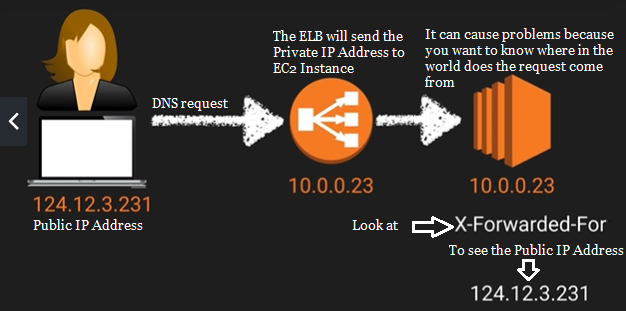 The ELB will send the
Private IP Address to
EC2 Instance
It can cause problems because
you want to know where in the
world does the request come
from
DNS request
124.12.3.231
Public IP Address
10.0.0.23
10.0.0.23
Look at
X-Forwarded-For
To see the Public IP Address
124.12.3.231